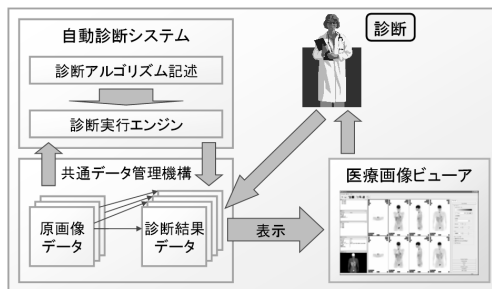 自動診断システム
診断アルゴリズム記述
診断実行エンジン
診断
共通データ管理機構
原画像
データ
診断結果
データ
表示
医療画像ビューア